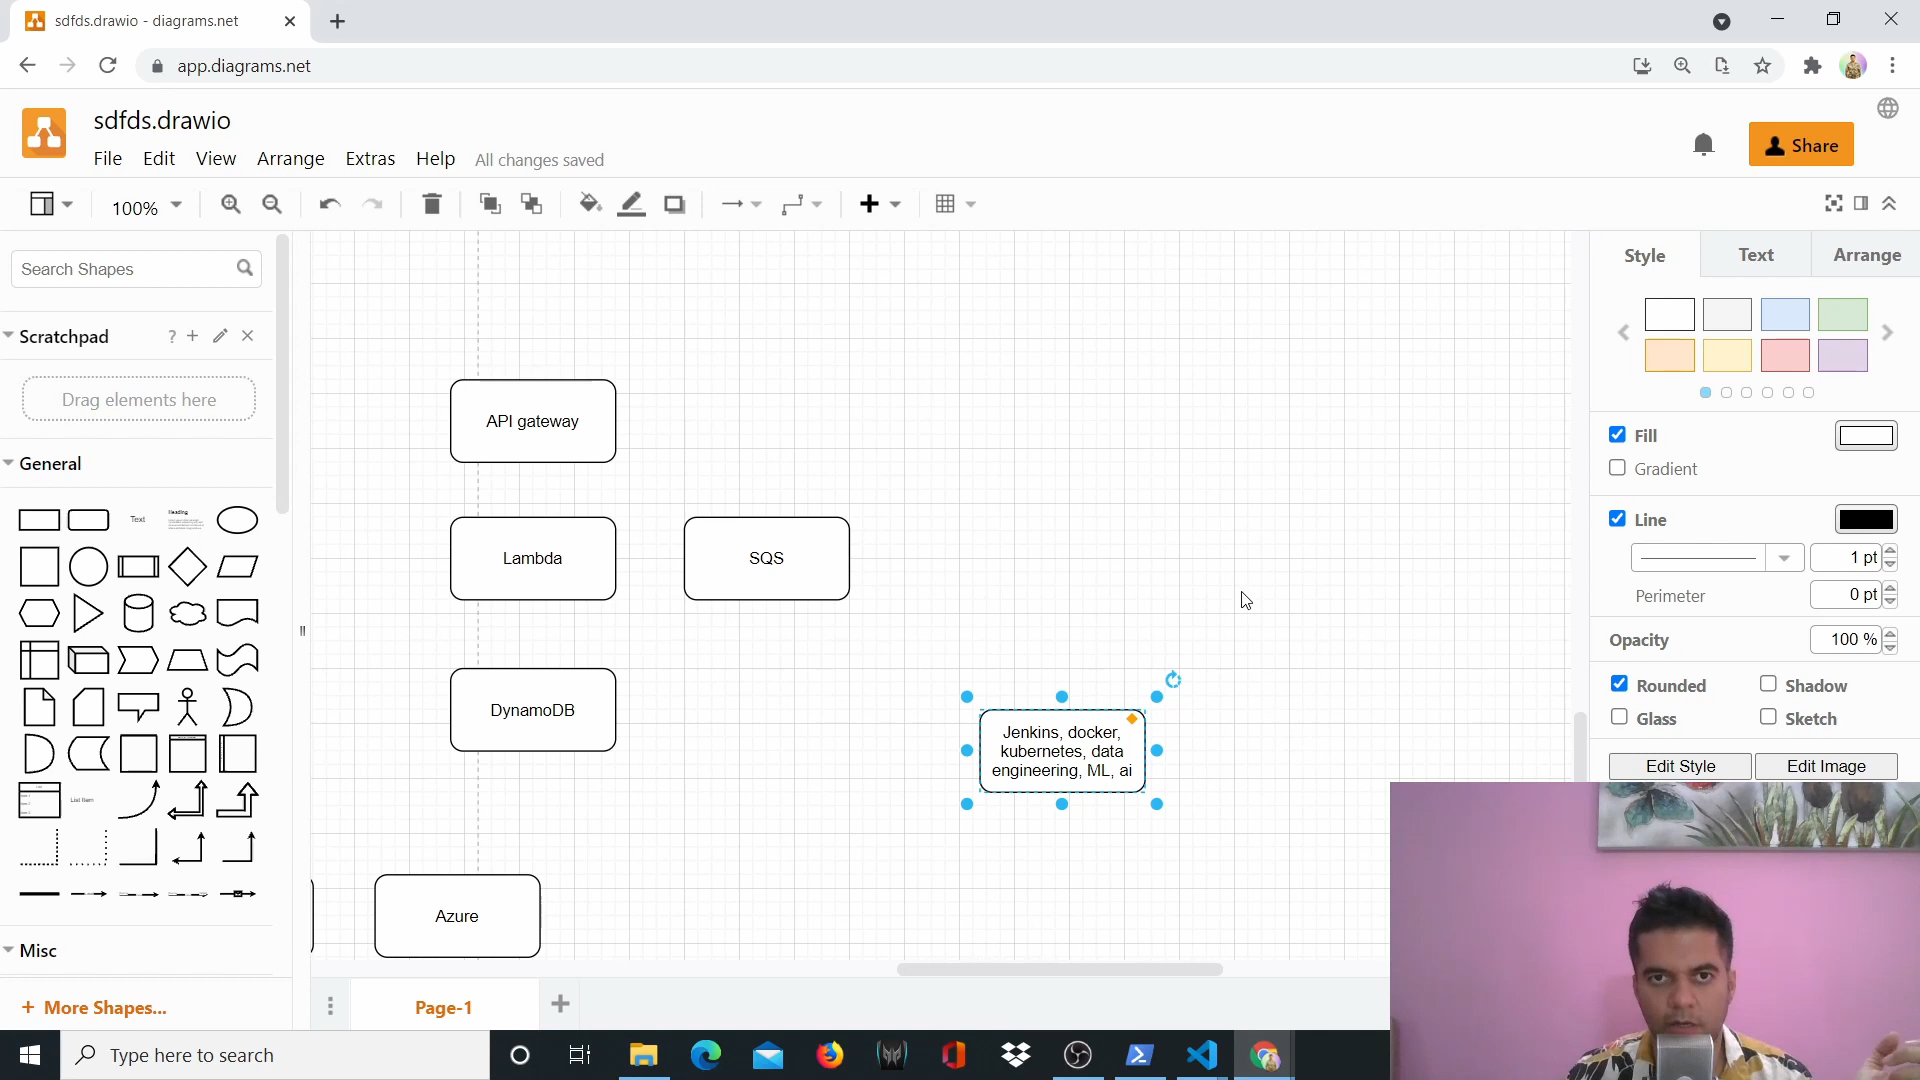 sdfds.drawio - diagrams.net
app.diagrams.net
sdfds.drawio
File Edit View Arrange Extras Help All changes saved
Share
100%
Search Shapes
Style Text Arrange
Scratchpad ?
Drag elements here
General
Text
Heading
List Item
Misc
+ More Shapes...
API gateway
Lambda
SQS
DynamoDB
Jenkins, docker,
kubernetes, data
engineering, ML, ai
Azure
Fill
Gradient
Line
1 pt
Perimeter 0 pt
Opacity 100 %
Rounded Shadow
Glass Sketch
Edit Style Edit Image
Page-1
Type here to search